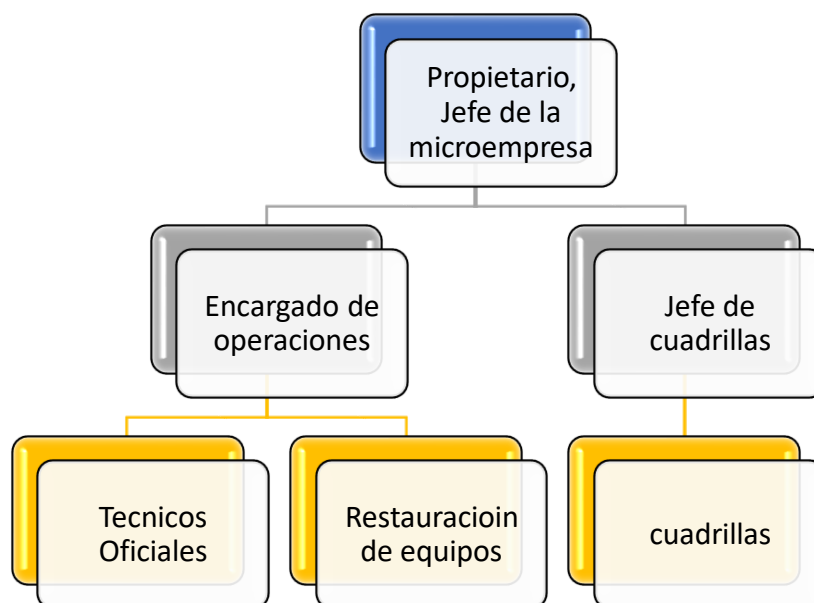 Propietario,
Jefe de la
microempresa
Encargado de
operaciones
Jefe de
cuadrillas
Tecnicos
Oficiales
Restauracioin
de equipos
cuadrillas